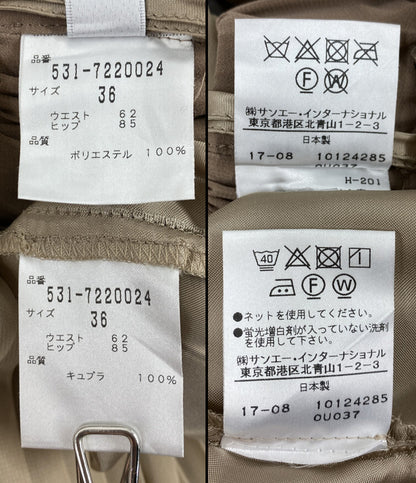 品番
531-7220024
サイズ
36
ウエスト 62
ヒップ 85
品質
ポリエステル 100%
品番
531-7220024
サイズ
36
ウエスト 62
ヒップ 85
品質
キュプラ 100%
F W
㈱サンエー・インターナショナル
東京都港区北青山1-2-3
日本製
17-08 10124285
0U037
H-201
40 1
F W
●ネットを使用してください。
●蛍光増白剤が入っていない洗剤
を使用して下さい。
㈱サンエー・インターナショナル
東京都港区北青山1-2-3
日本製
17-08 10124285
0U037